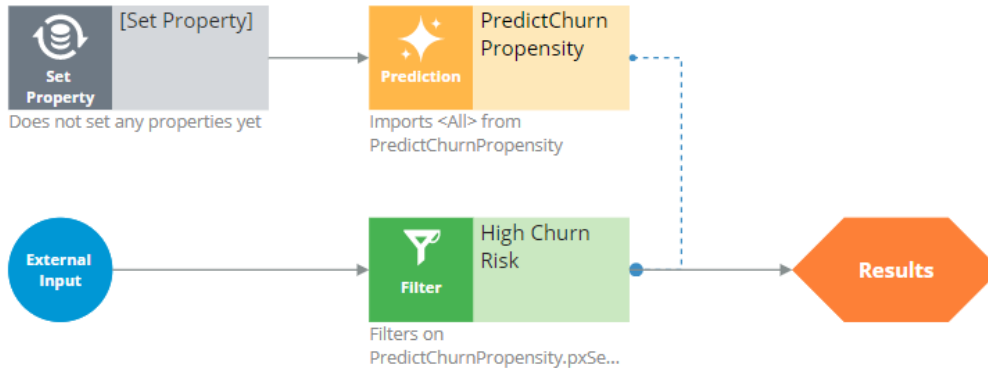 [Set Property]
Set
Property
Does not set any properties yet
PredictChurn
Propensity
Prediction
Imports <All> from
PredictChurnPropensity
External
Input
High Churn
Risk
Filter
Filters on
PredictChurnPropensity.pxSe...
Results